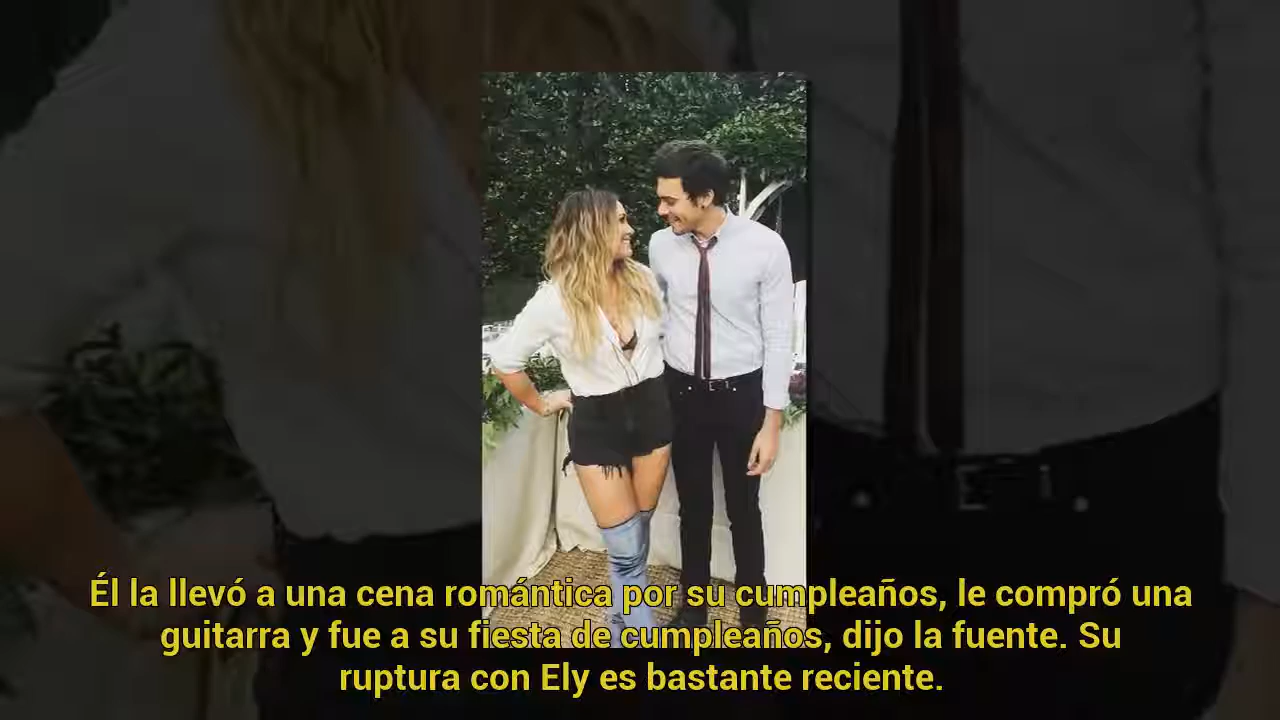 Él la llevó a una cena romántica por su cumpleaños, le compró una
guitarra y fue a su fiesta de cumpleaños, dijo la fuente. Su
ruptura con Ely es bastante reciente.